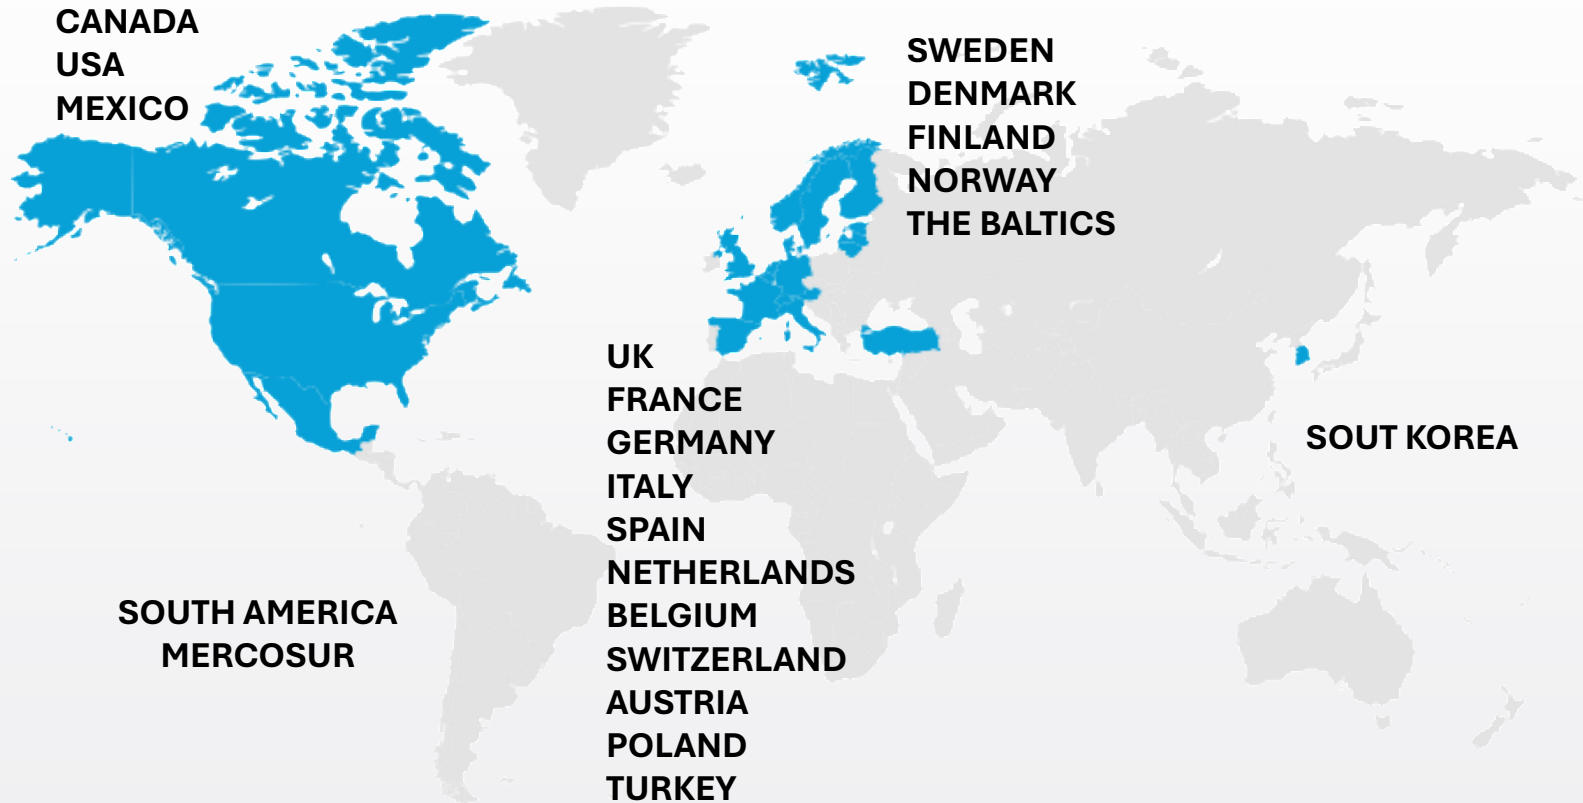 CANADA
USA
MEXICO
SWEDEN
DENMARK
FINLAND
NORWAY
THE BALTICS
UK
FRANCE
GERMANY
ITALY
SPAIN
NETHERLANDS
BELGIUM
SWITZERLAND
AUSTRIA
POLAND
TURKEY
SOUT KOREA
SOUTH AMERICA
MERCOSUR